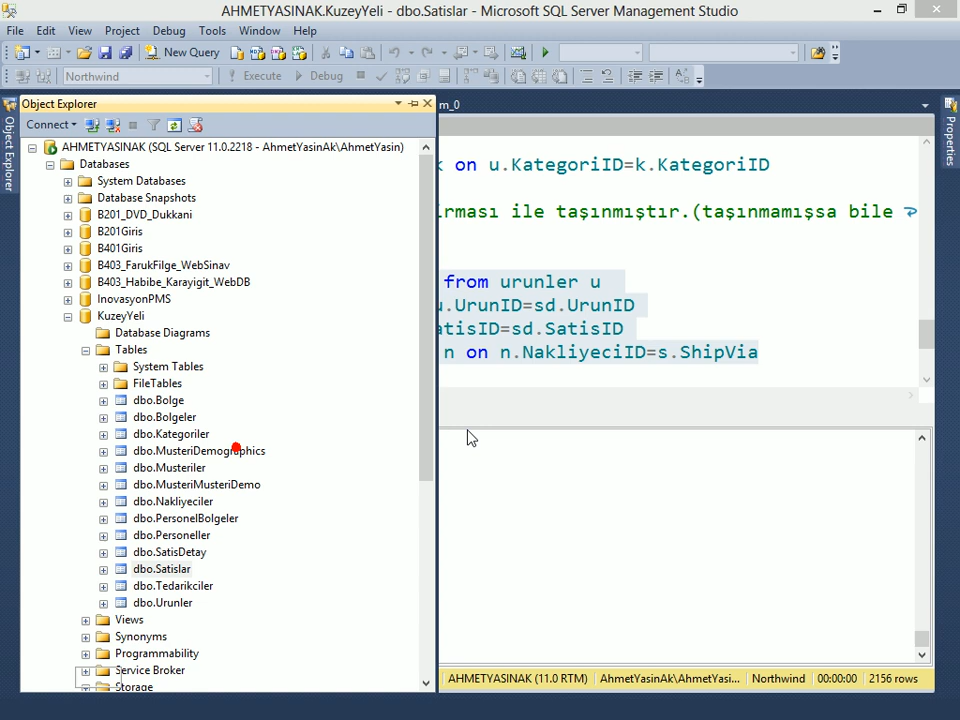 AHMETYASINAK.KuzeyYeli - dbo.Satislar - Microsoft SQL Server Management Studio
File Edit View Project Debug Tools Window Help
New Query
Northwind Execute Debug
Object Explorer
m_0
Connect
AHMETYASINAK (SQL Server 11.0.2218 - AhmetYasinAk\AhmetYasin)
Databases
System Databases
Database Snapshots
B201_DVD_Dukkani
B201Giris
B401Giris
B403_FarukFilge_WebSinav
B403_Habibe_Karayigit_WebDB
InovasyonPMS
KuzeyYeli
Database Diagrams
Tables
System Tables
FileTables
dbo.Bolge
dbo.Bolgeler
dbo.Kategoriler
dbo.MusteriDemographics
dbo.Musteriler
dbo.MusteriMusteriDemo
dbo.Nakliyeciler
dbo.PersonelBolgeler
dbo.Personeller
dbo.SatisDetay
dbo.Satislar
dbo.Tedarikciler
dbo.Urunler
Views
Synonyms
Programmability
Service Broker
Storage
k on u.KategoriID=k.KategoriID
irması ile taşınmıştır.(taşınmamışsa bile
from urunler u
u.UrunID=sd.UrunID
atisID=sd.SatisID
n on n.NakliyeciID=s.ShipVia
AHMETYASINAK (11.0 RTM) AhmetYasinAk\AhmetYasi... Northwind 00:00:00 2156 rows
Object Explorer
Properties